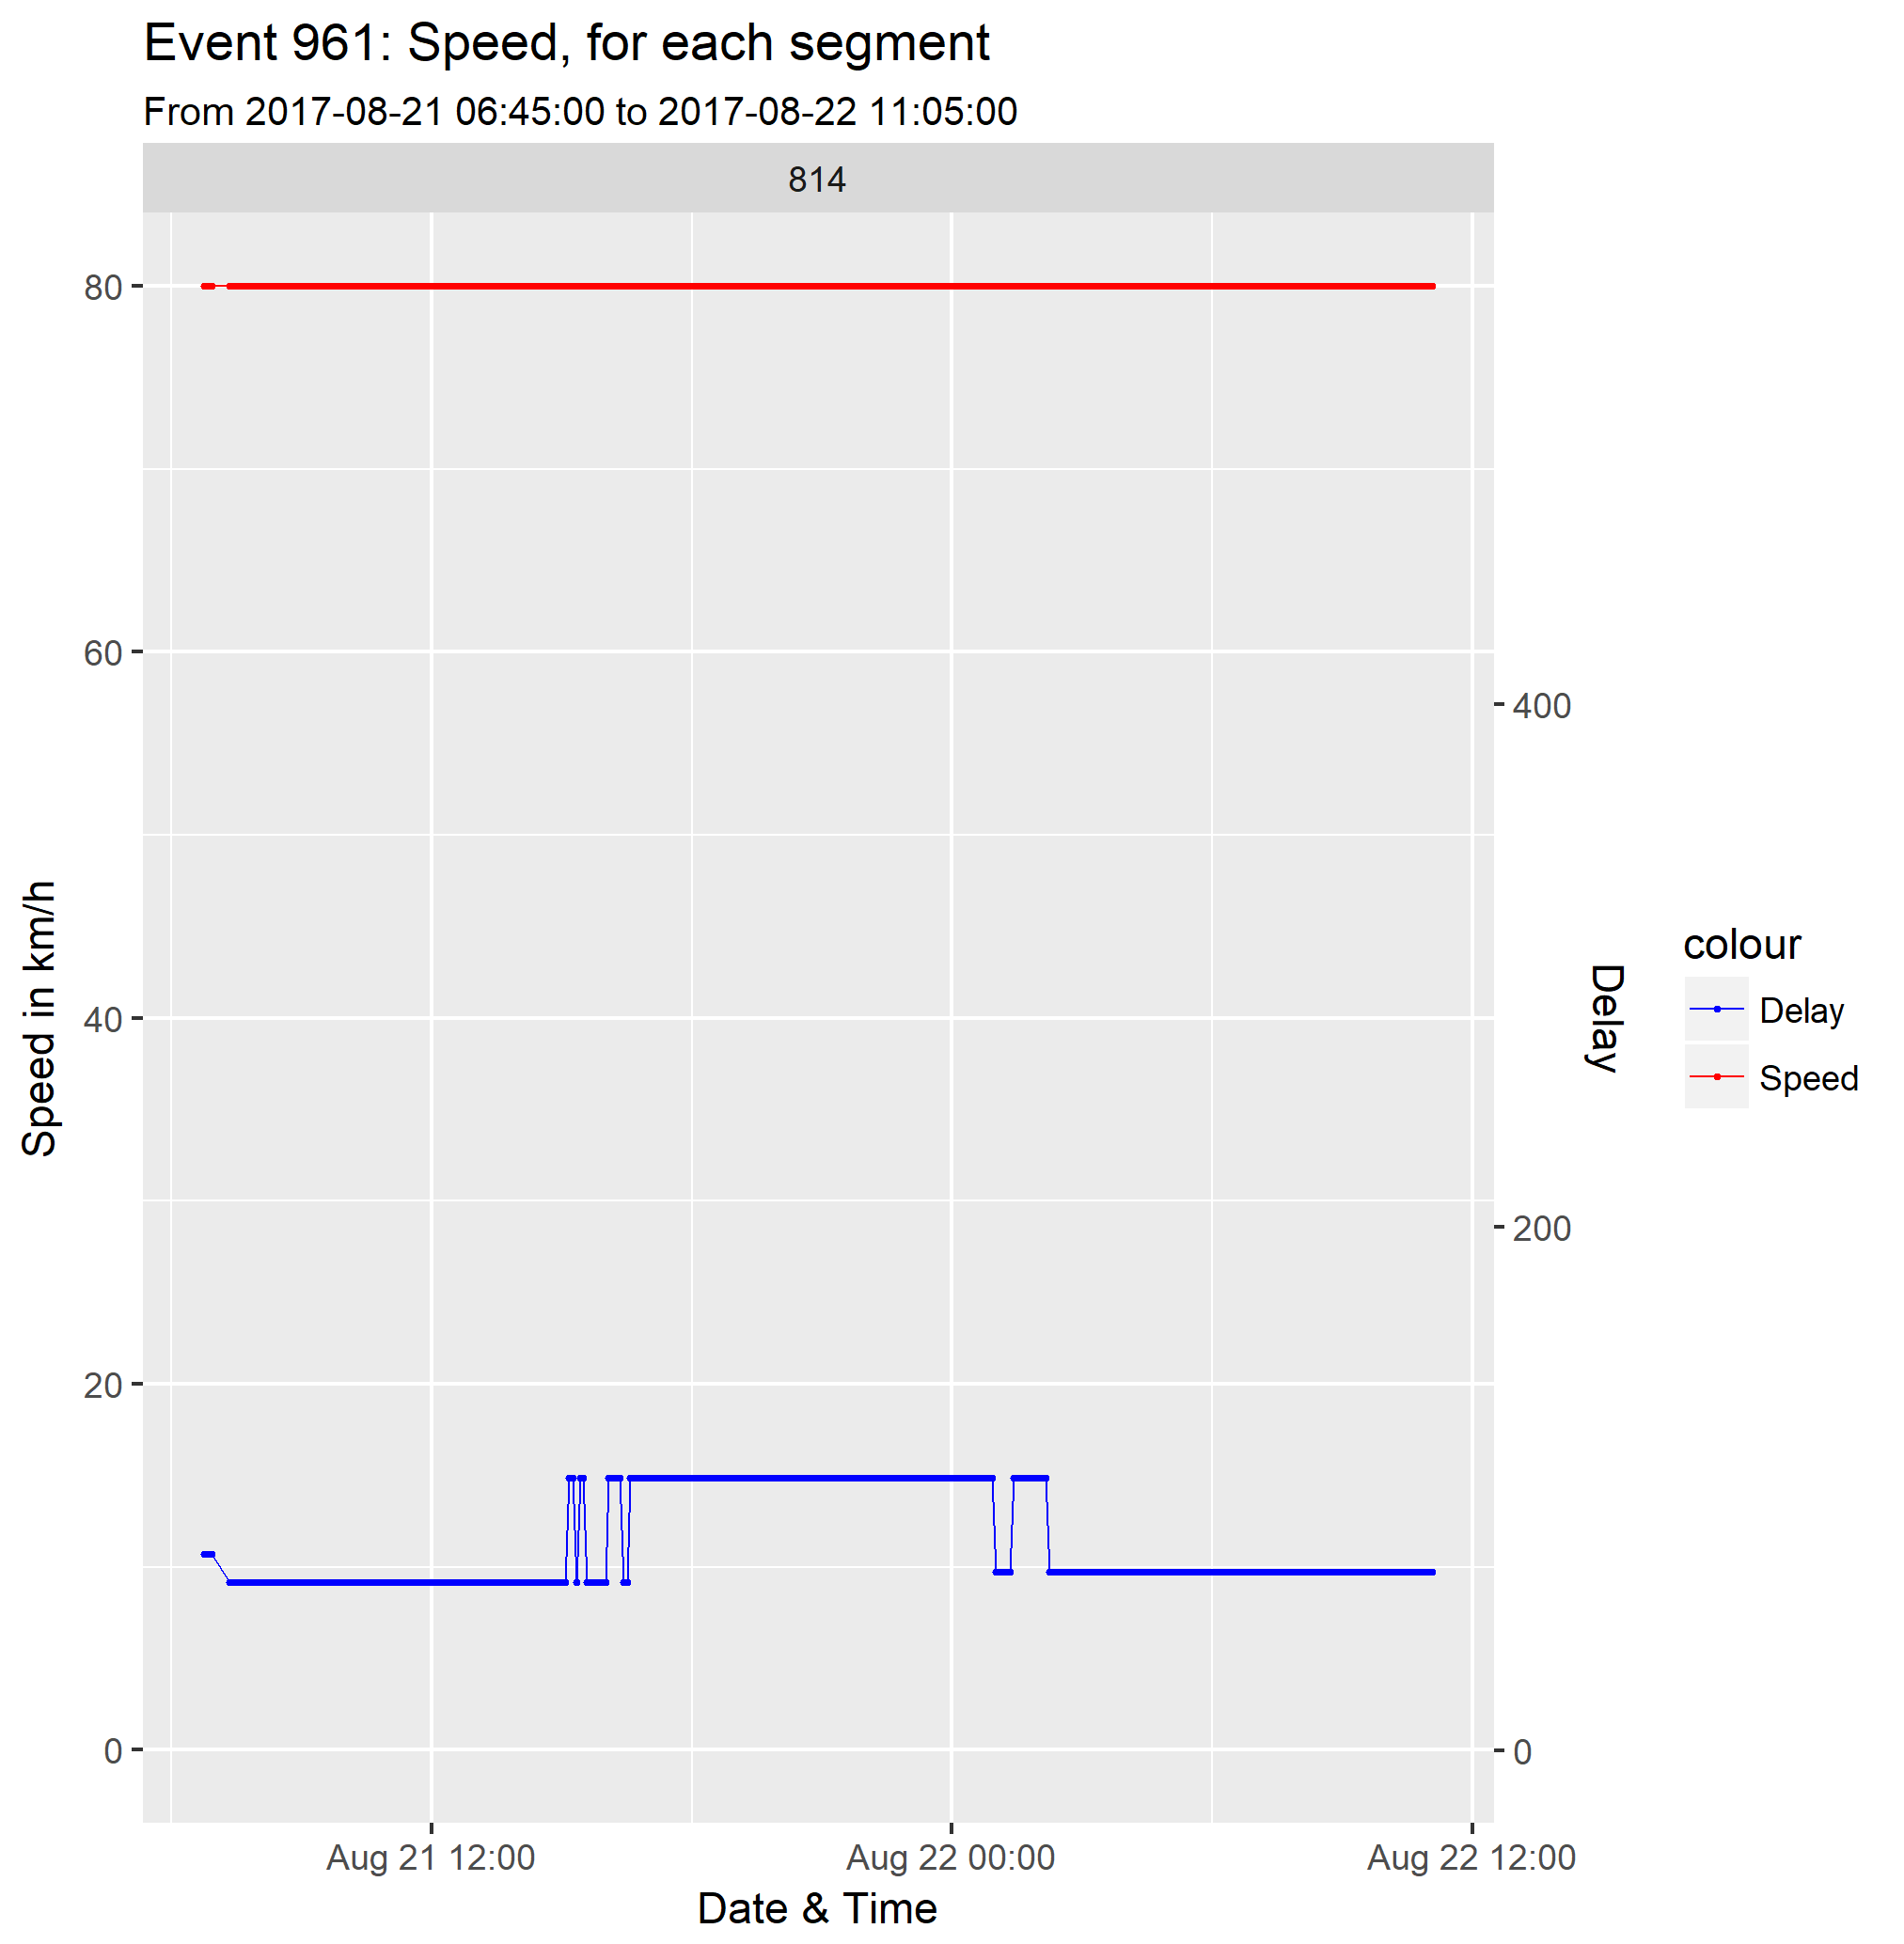 Event 961: Speed, for each segment
From 2017-08-21 06:45:00 to 2017-08-22 11:05:00
814
80
60
40
20
0
Speed in km/h
400
200
0
Delay
colour
Delay
Speed
Aug 21 12:00
Aug 22 00:00
Aug 22 12:00
Date & Time